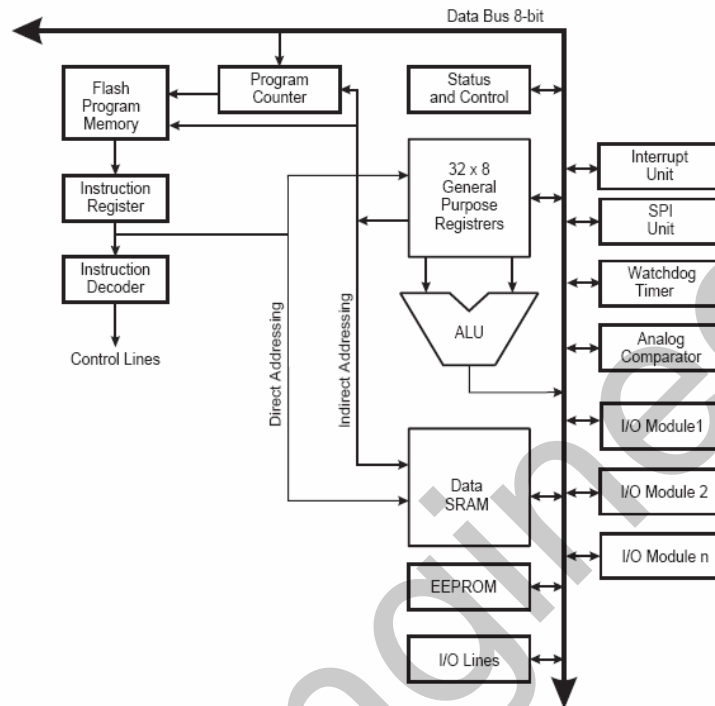 Data Bus 8-bit
Flash
Program
Memory
Program
Counter
Status
and Control
32 x 8
General
Purpose
Registrers
Interrupt
Unit
Instruction
Register
SPI
Unit
Instruction
Decoder
Watchdog
Timer
Control Lines
Direct Addressing
Indirect Addressing
ALU
Analog
Comparator
I/O Module1
Data
SRAM
I/O Module 2
I/O Module n
EEPROM
I/O Lines